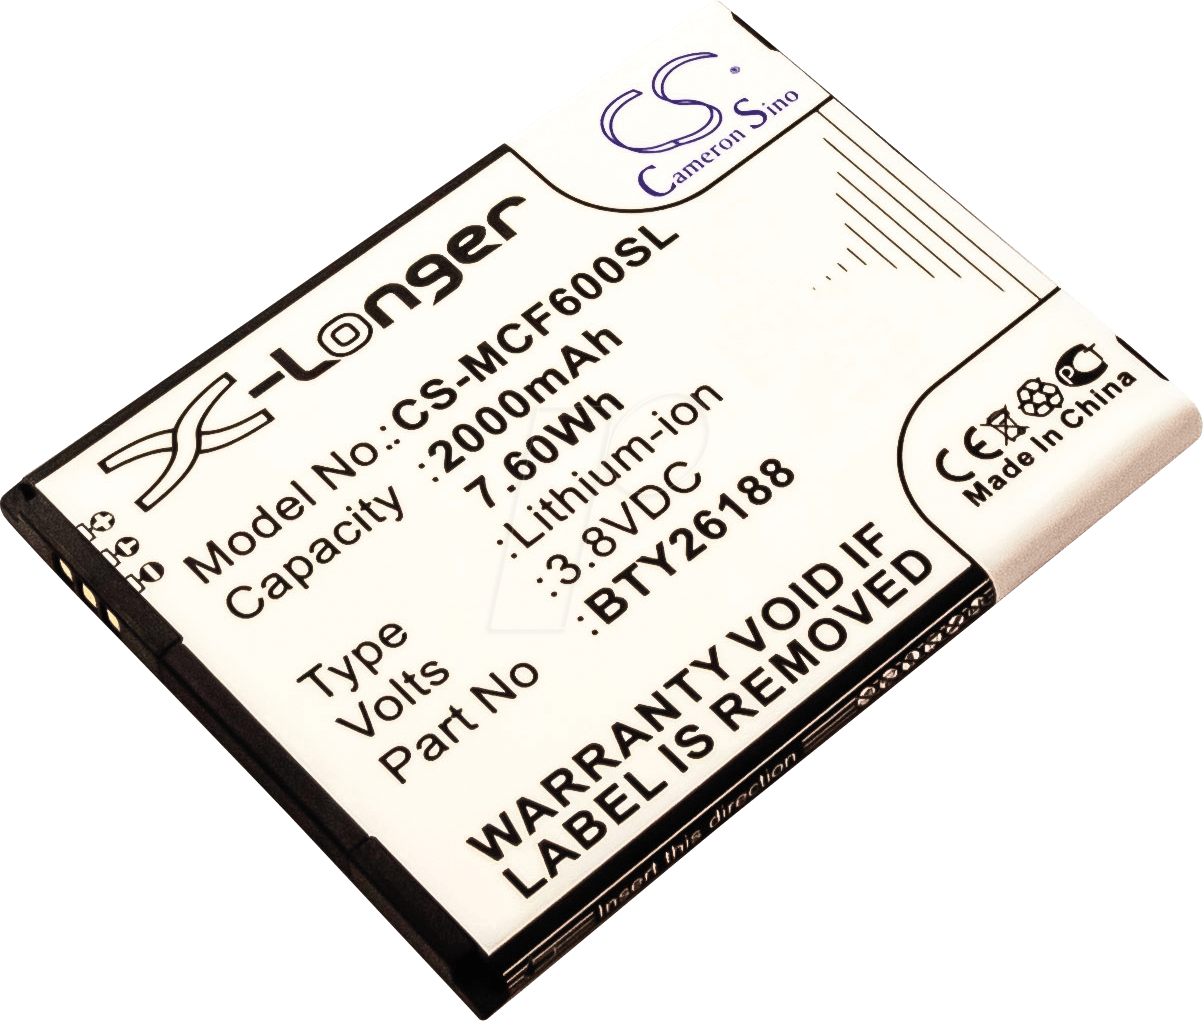 CS
Cameron Sino
X-Longer
Model No.: CS-MCF600SL
Capacity : 2000mAh
7.60Wh
Type :Lithium-ion
Volts :3.8VDC
Part No :BTY26188
WARRANTY VOID IF
LABEL IS REMOVED
CE PCT
Made In China
Insert this direction